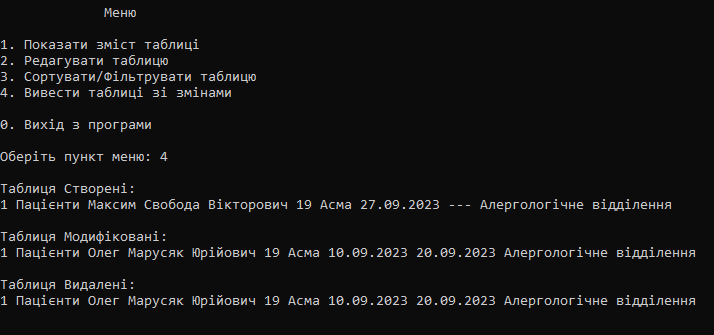 Меню
1. Показати зміст таблиці
2. Редагувати таблицю
3. Сортувати/Фільтрувати таблицю
4. Вивести таблиці зі змінами
0. Вихід з програми
Оберіть пункт меню: 4
Таблиця Створені:
1 Пацієнти Максим Свобода Вікторович 19 Асма 27.09.2023 --- Алергологічне відділення
Таблиця Модифіковані:
1 Пацієнти Олег Марусяк Юрійович 19 Асма 10.09.2023 20.09.2023 Алергологічне відділення
Таблиця Видалені:
1 Пацієнти Олег Марусяк Юрійович 19 Асма 10.09.2023 20.09.2023 Алергологічне відділення